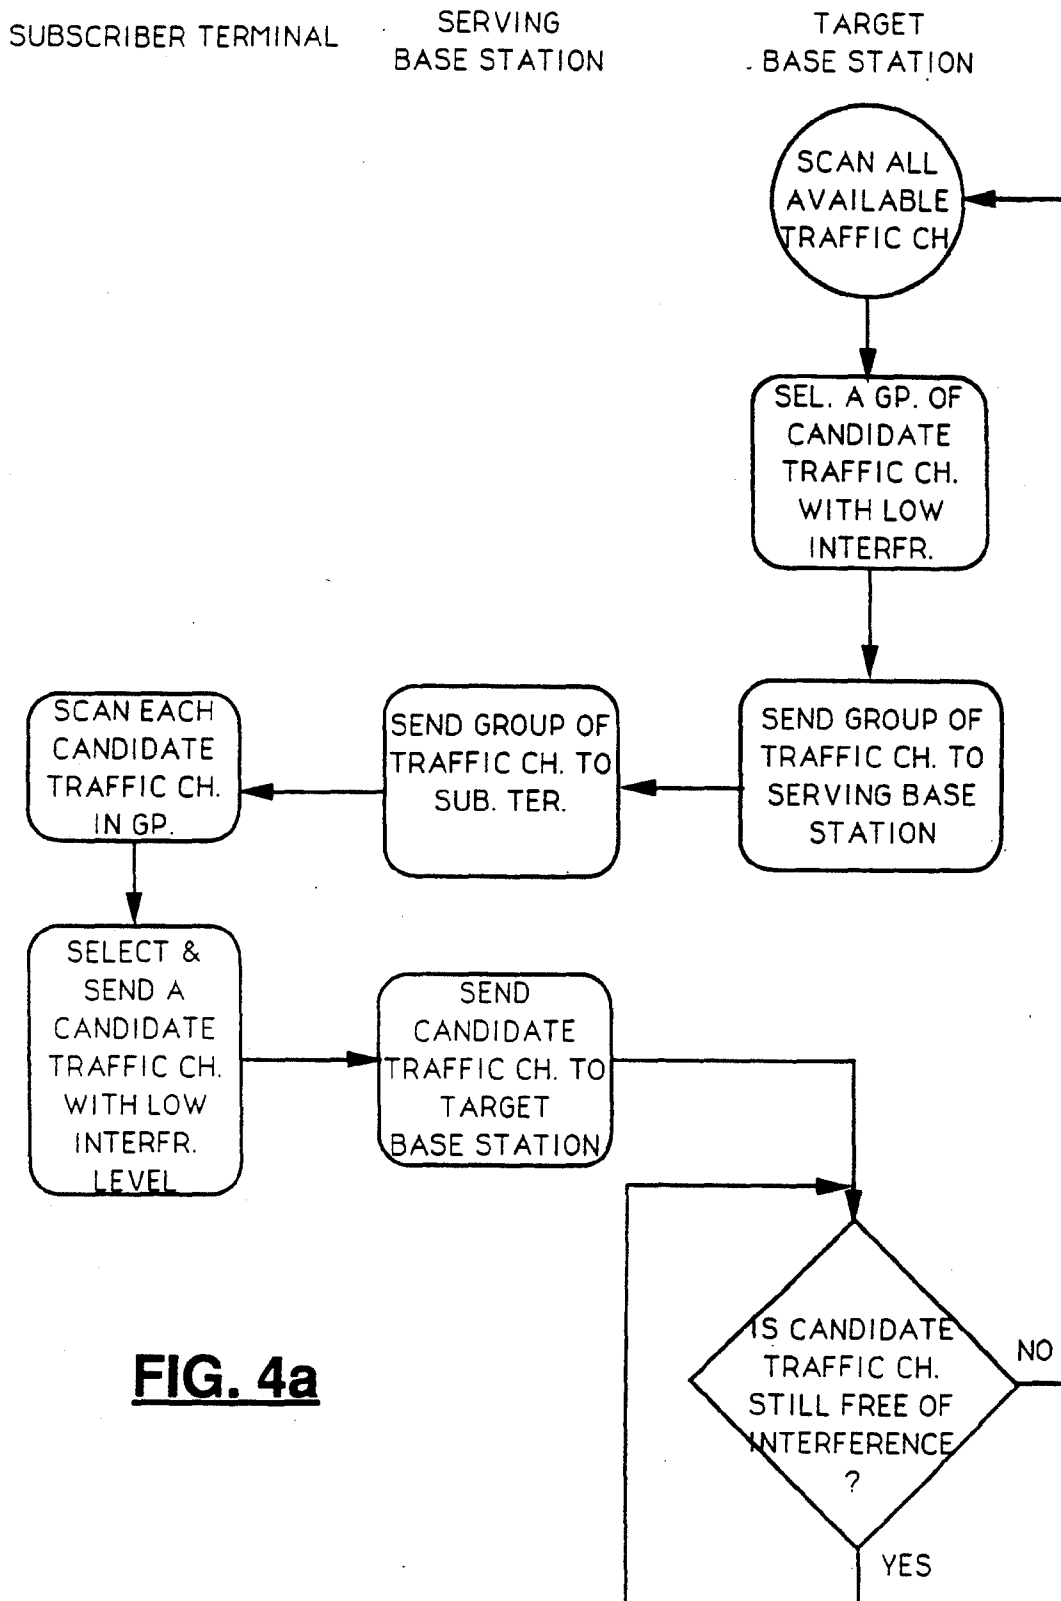 SUBSCRIBER TERMINAL
SERVING
BASE STATION
TARGET
BASE STATION
SCAN ALL
AVAILABLE
TRAFFIC CH
SEL. A GP. OF
CANDIDATE
TRAFFIC CH.
WITH LOW
INTERFR.
SEND GROUP OF
TRAFFIC CH. TO
SERVING BASE
STATION
SEND GROUP OF
TRAFFIC CH. TO
SUB. TER.
SCAN EACH
CANDIDATE
TRAFFIC CH.
IN GP.
SELECT &
SEND A
CANDIDATE
TRAFFIC CH.
WITH LOW
INTERFR.
LEVEL
SEND
CANDIDATE
TRAFFIC CH. TO
TARGET
BASE STATION
IS CANDIDATE
TRAFFIC CH.
STILL FREE OF
INTERFERENCE
?
NO
YES
FIG. 4a